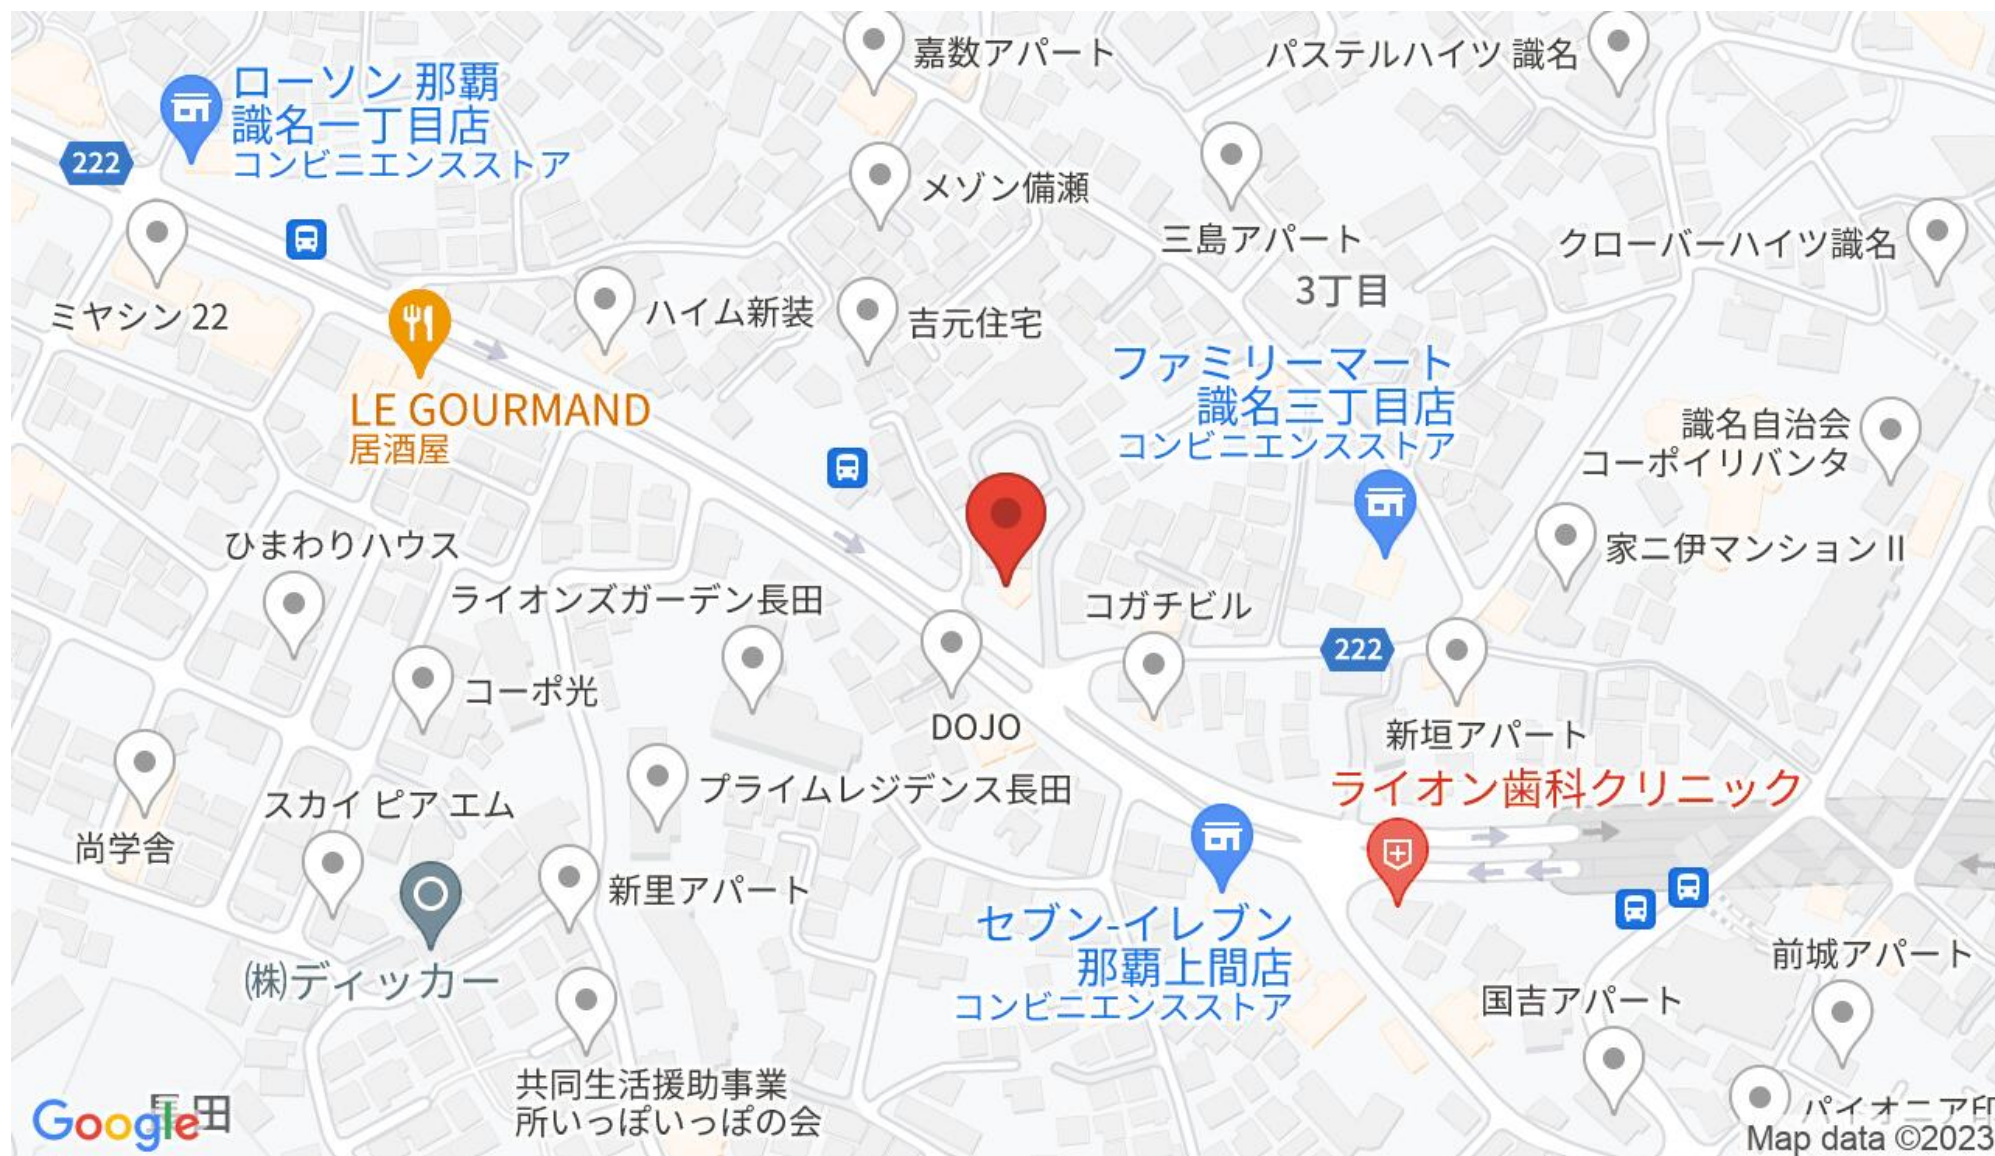 嘉数アパート
パステルハイツ 識名
ローソン 那覇
識名一丁目店
コンビニエンスストア
222
メゾン備瀬
三島アパート
クローバーハイツ識名
3丁目
ミヤシン 22
ハイム新装
吉元住宅
ファミリーマート
識名三丁目店
コンビニエンスストア
LE GOURMAND
居酒屋
識名自治会
コーポイリバンタ
ひまわりハウス
家ニ伊マンション II
ライオンズガーデン長田
コガチビル
222
コーポ光
DOJO
新垣アパート
プライムレジデンス長田
ライオン歯科クリニック
スカイ ピア エム
尚学舎
新里アパート
セブン-イレブン
那覇上間店
コンビニエンスストア
前城アパート
㈱ディッカー
国吉アパート
共同生活援助事業
所いっぽいっぽの会
長田
Google
パイオニア印
Map data ©2023